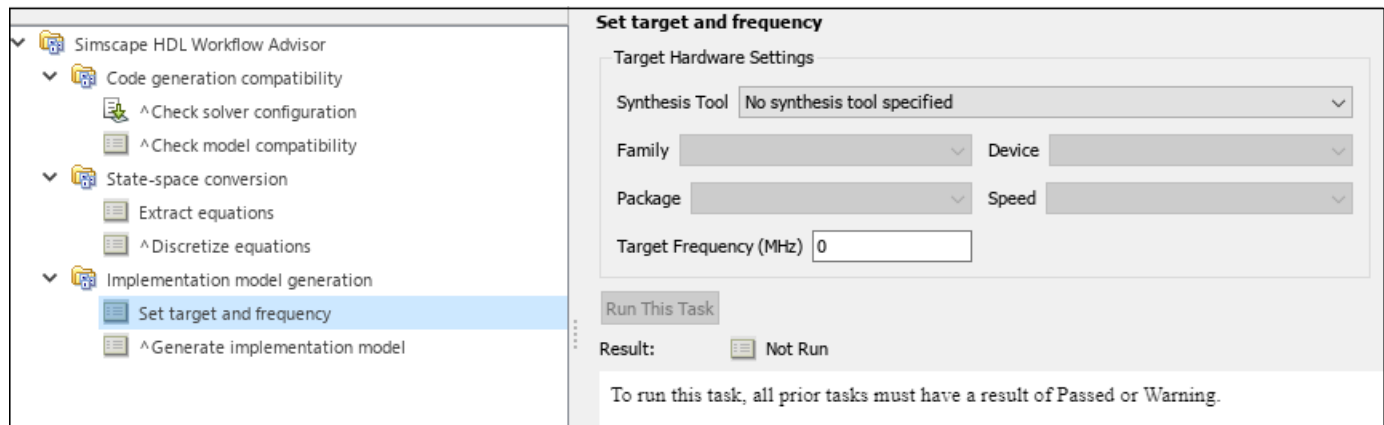 Simscape HDL Workflow Advisor
Code generation compatibility
^Check solver configuration
^Check model compatibility
State-space conversion
Extract equations
^Discretize equations
Implementation model generation
Set target and frequency
^Generate implementation model
Set target and frequency
Target Hardware Settings
Synthesis Tool No synthesis tool specified
Family Device
Package Speed
Target Frequency (MHz) 0
Run This Task
Result: Not Run
To run this task, all prior tasks must have a result of Passed or Warning.